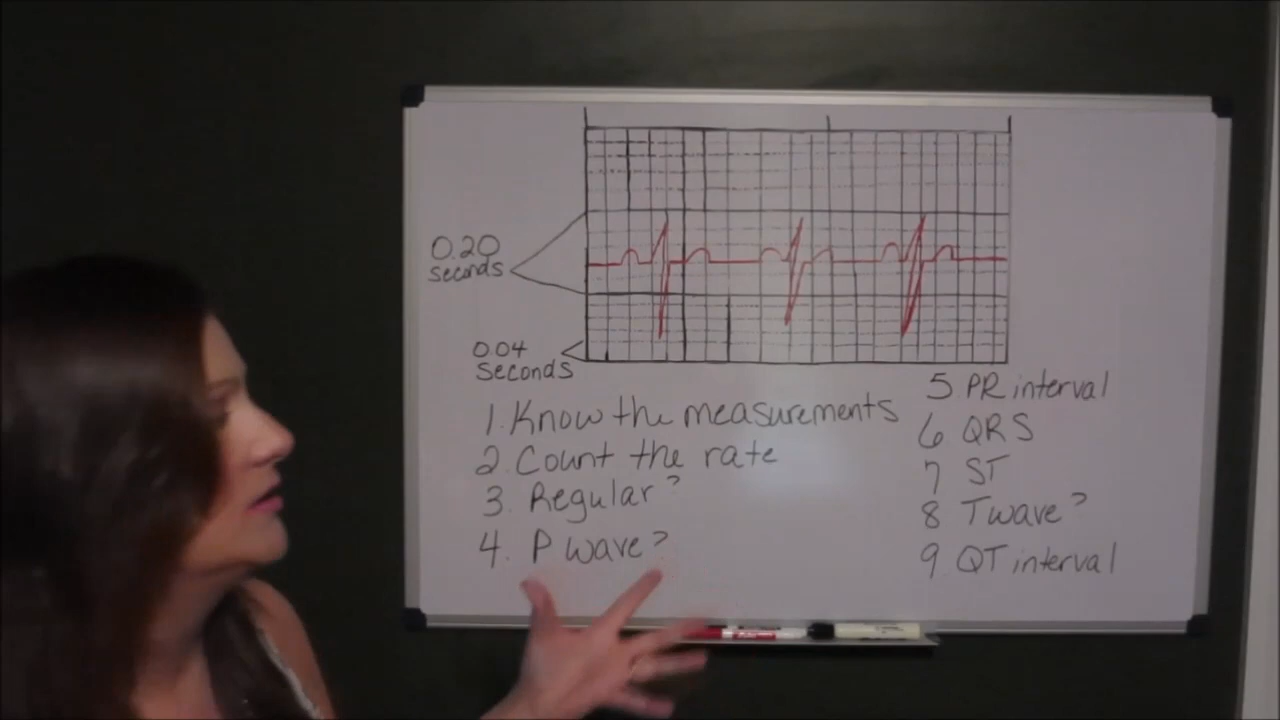 0.20
seconds
0.04
seconds
1. Know the measurements
2. Count the rate
3. Regular?
4. P wave?
5 PR interval
6 QRS
7 ST
8 T wave?
9. QT interval